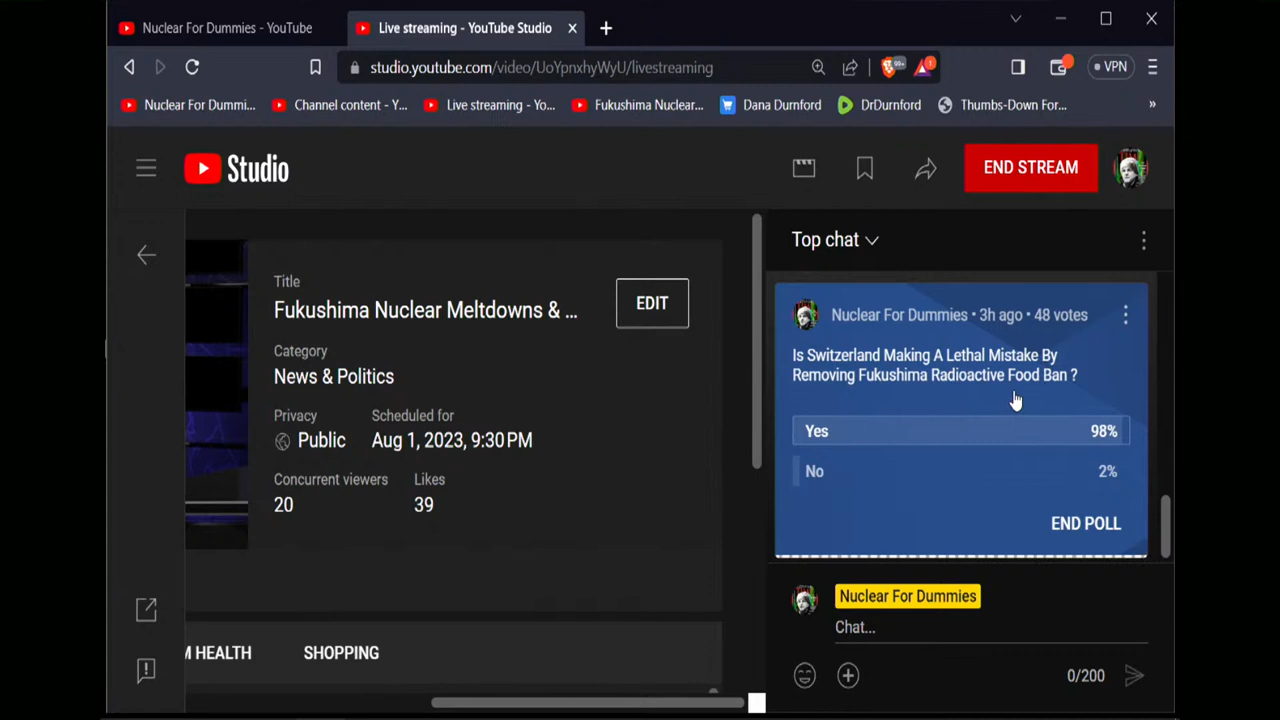 Nuclear For Dummies - YouTube
Live streaming - YouTube Studio
studio.youtube.com/video/UoYpnxhyWyU/livestreaming
99+
1
VPN
Nuclear For Dummi...
Channel content - Y...
Live streaming - Yo...
Fukushima Nuclear...
Dana Durnford
DrDurnford
Thumbs-Down For...
»
Studio
END STREAM
Title
Fukushima Nuclear Meltdowns & ...
EDIT
Category
News & Politics
Privacy
Scheduled for
Public
Aug 1, 2023, 9:30 PM
Concurrent viewers
Likes
20
39
M HEALTH
SHOPPING
Top chat
Nuclear For Dummies • 3h ago • 48 votes
Is Switzerland Making A Lethal Mistake By
Removing Fukushima Radioactive Food Ban ?
Yes
98%
No
2%
END POLL
Nuclear For Dummies
Chat...
0/200